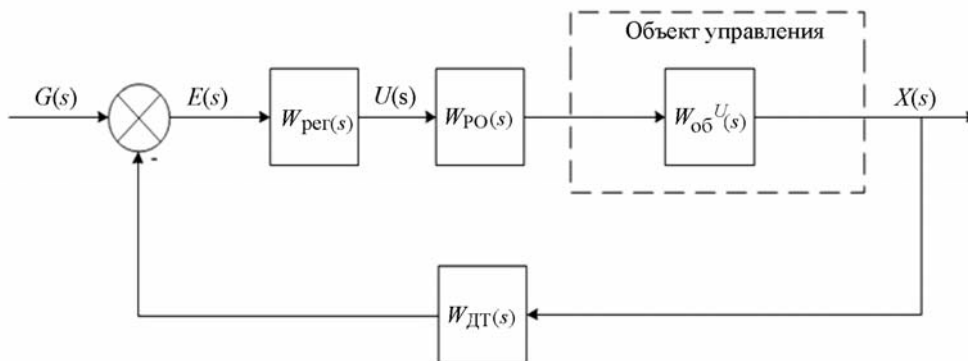 Объект управления
G(s)
E(s)
U(s)
X(s)
Wрег(s)
WРО(s)
Wоб^U(s)
-
WДТ(s)